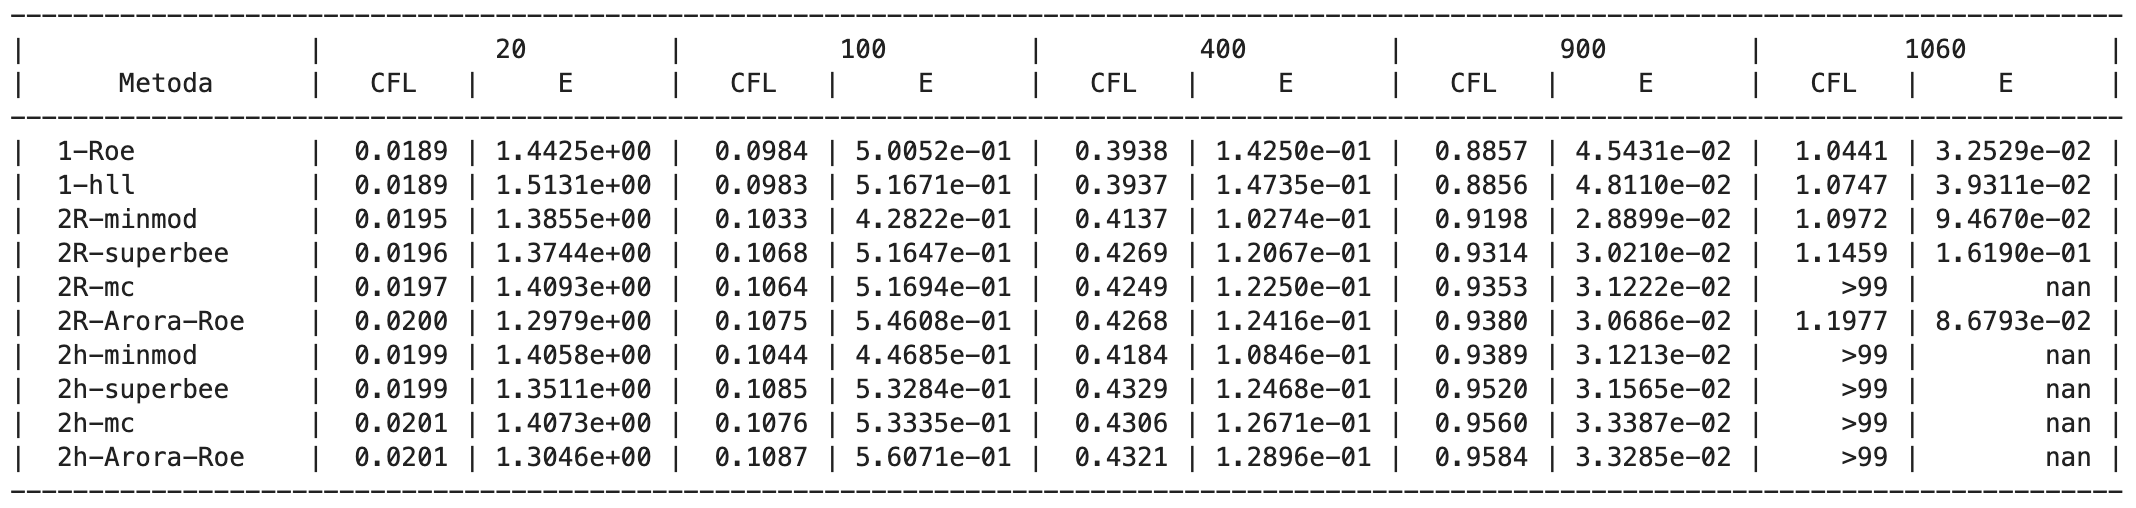 ---------------------------------------------------------------------------------------------------------------------------------------
|                   |          20          |          100         |          400         |          900         |         1060         |
|      Metoda       |   CFL   |     E      |   CFL   |     E      |   CFL   |     E      |   CFL   |     E      |   CFL   |     E      |
---------------------------------------------------------------------------------------------------------------------------------------
|  1-Roe            |  0.0189 | 1.4425e+00 |  0.0984 | 5.0052e-01 |  0.3938 | 1.4250e-01 |  0.8857 | 4.5431e-02 |  1.0441 | 3.2529e-02 |
|  1-hll            |  0.0189 | 1.5131e+00 |  0.0983 | 5.1671e-01 |  0.3937 | 1.4735e-01 |  0.8856 | 4.8110e-02 |  1.0747 | 3.9311e-02 |
|  2R-minmod        |  0.0195 | 1.3855e+00 |  0.1033 | 4.2822e-01 |  0.4137 | 1.0274e-01 |  0.9198 | 2.8899e-02 |  1.0972 | 9.4670e-02 |
|  2R-superbee      |  0.0196 | 1.3744e+00 |  0.1068 | 5.1647e-01 |  0.4269 | 1.2067e-01 |  0.9314 | 3.0210e-02 |  1.1459 | 1.6190e-01 |
|  2R-mc            |  0.0197 | 1.4093e+00 |  0.1064 | 5.1694e-01 |  0.4249 | 1.2250e-01 |  0.9353 | 3.1222e-02 |     >99 |        nan |
|  2R-Arora-Roe     |  0.0200 | 1.2979e+00 |  0.1075 | 5.4608e-01 |  0.4268 | 1.2416e-01 |  0.9380 | 3.0686e-02 |  1.1977 | 8.6793e-02 |
|  2h-minmod        |  0.0199 | 1.4058e+00 |  0.1044 | 4.4685e-01 |  0.4184 | 1.0846e-01 |  0.9389 | 3.1213e-02 |     >99 |        nan |
|  2h-superbee      |  0.0199 | 1.3511e+00 |  0.1085 | 5.3284e-01 |  0.4329 | 1.2468e-01 |  0.9520 | 3.1565e-02 |     >99 |        nan |
|  2h-mc            |  0.0201 | 1.4073e+00 |  0.1076 | 5.3335e-01 |  0.4306 | 1.2671e-01 |  0.9560 | 3.3387e-02 |     >99 |        nan |
|  2h-Arora-Roe     |  0.0201 | 1.3046e+00 |  0.1087 | 5.6071e-01 |  0.4321 | 1.2896e-01 |  0.9584 | 3.3285e-02 |     >99 |        nan |
---------------------------------------------------------------------------------------------------------------------------------------